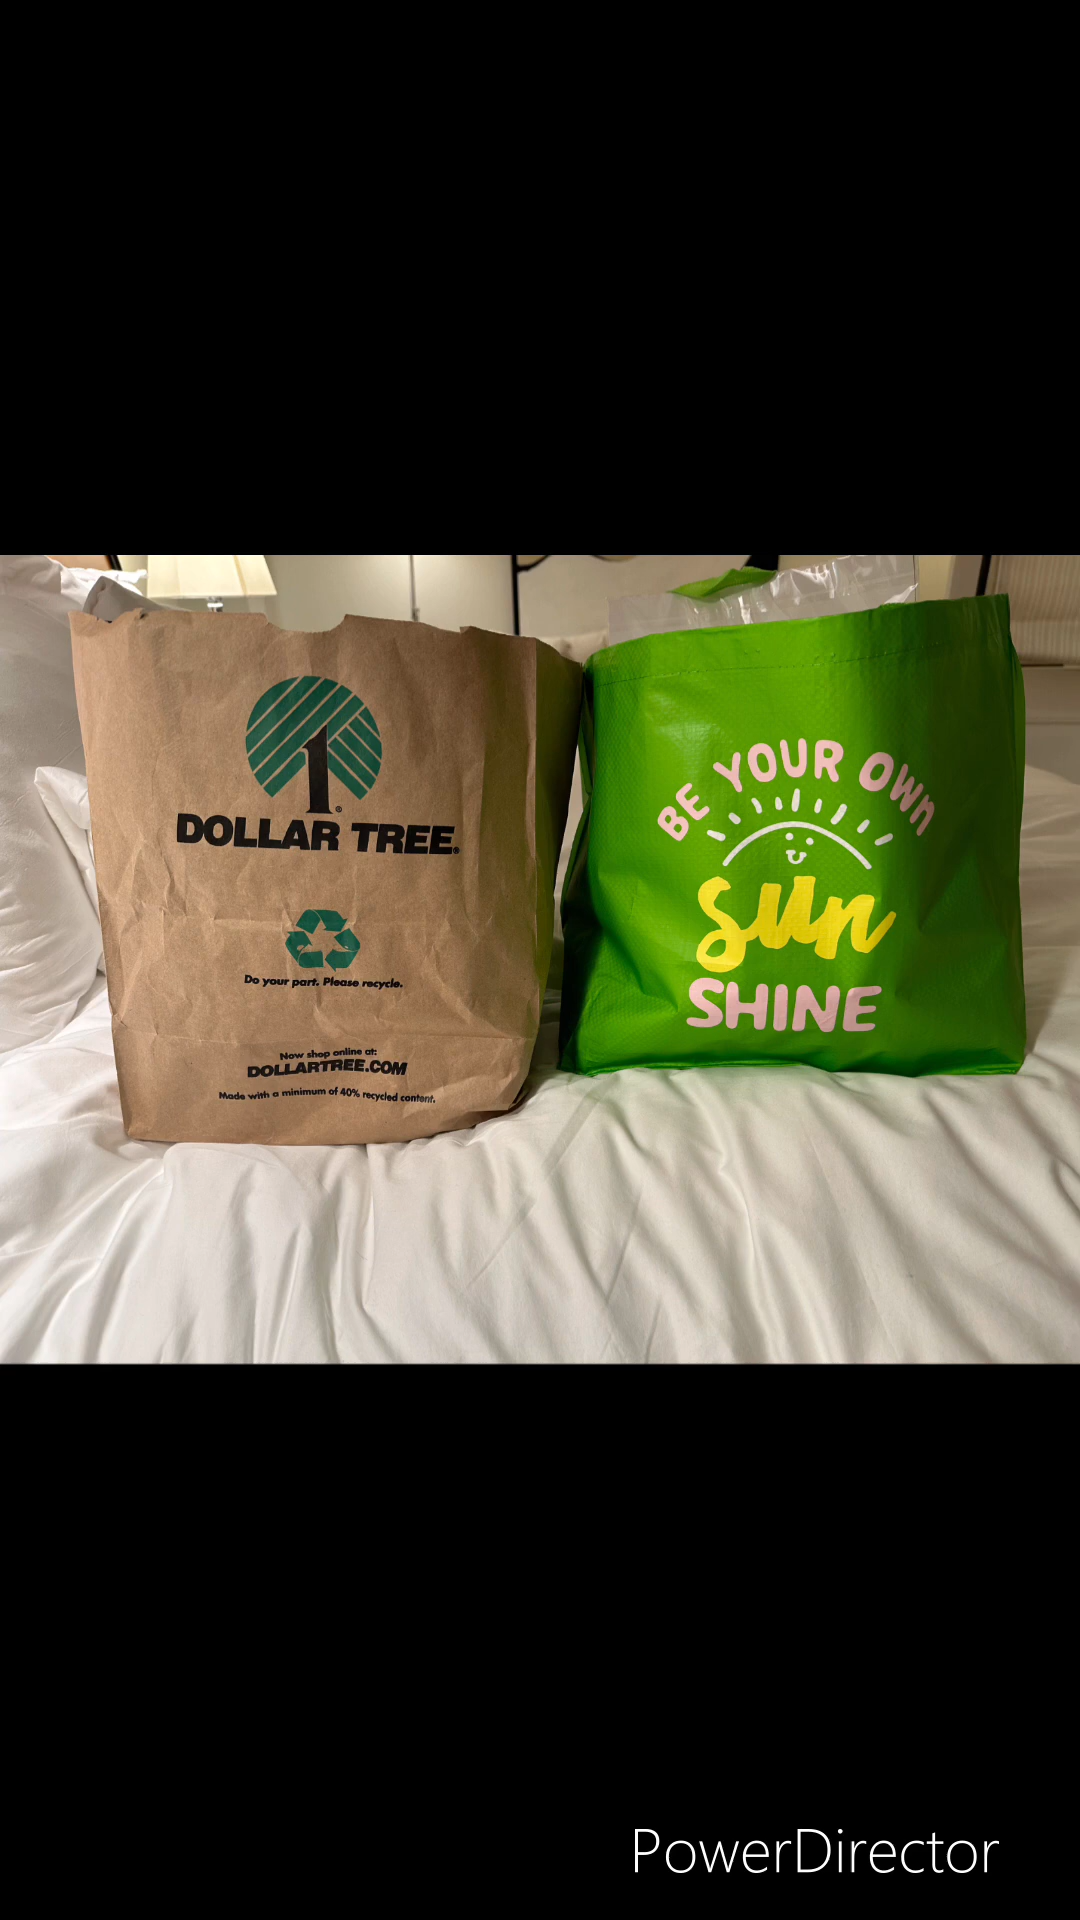 1
DOLLAR TREE®
Do your part. Please recycle.
Now shop online at:
DOLLARTREE.COM
Made with a minimum of 40% recycled content.
BE YOUR OWN
sun
SHINE
PowerDirector